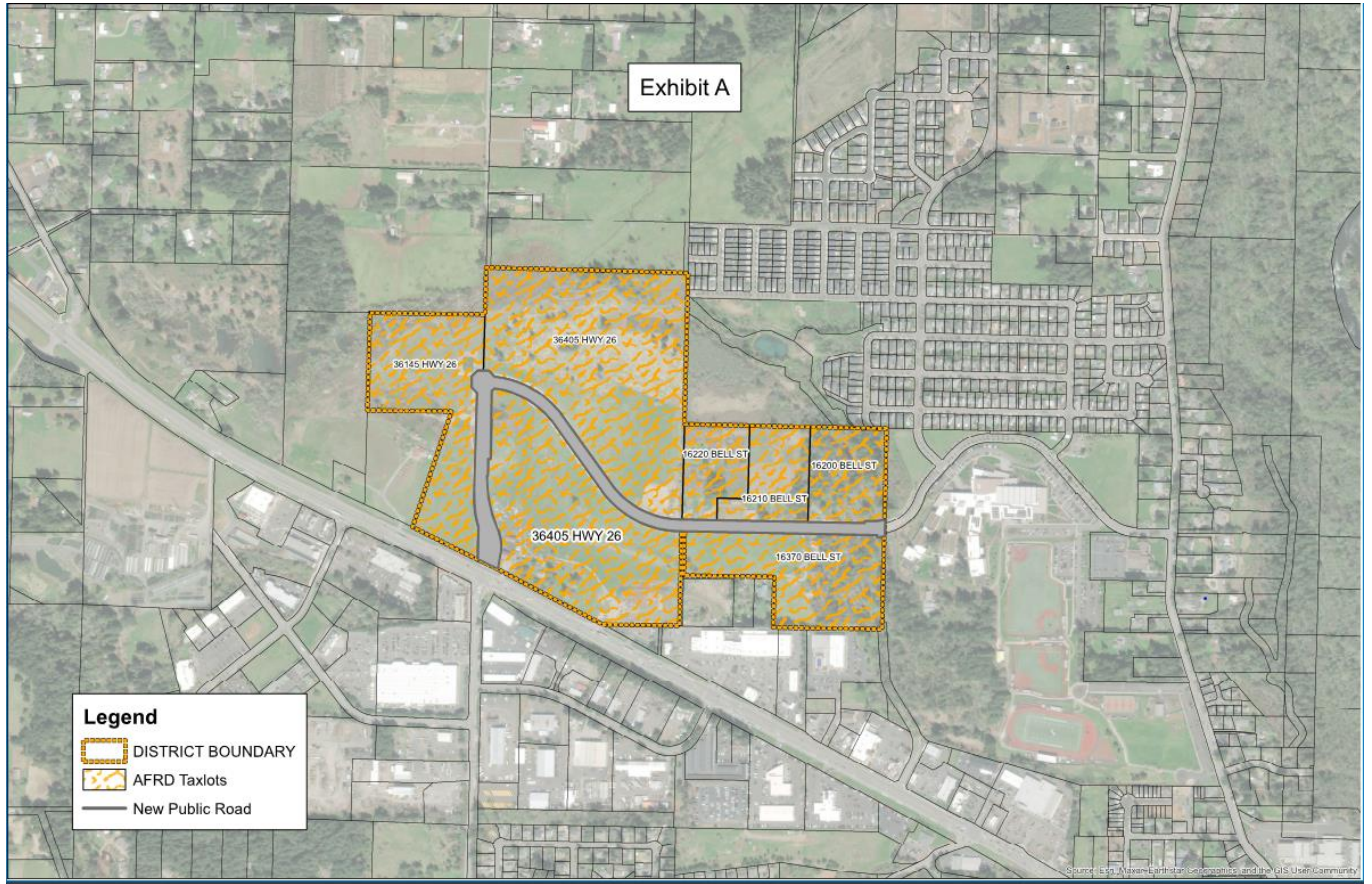 Exhibit A
36405 HWY 26
36145 HWY 26
16220 BELL ST
16200 BELL ST
16210 BELL ST
36405 HWY 26
16370 BELL ST
Legend
DISTRICT BOUNDARY
AFRD Taxlots
New Public Road
Source: Esri, Maxar, Earthstar Geographics, and the GIS User Community